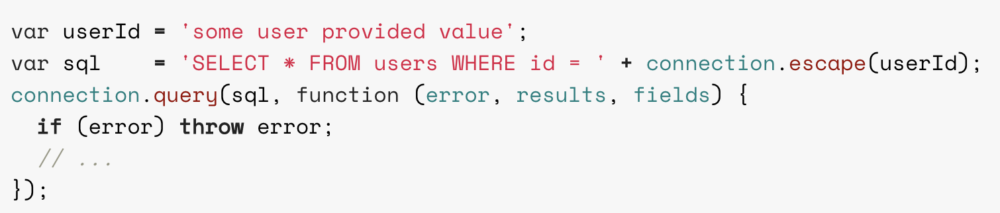 var userId = 'some user provided value';
var sql    = 'SELECT * FROM users WHERE id = ' + connection.escape(userId);
connection.query(sql, function (error, results, fields) {
  if (error) throw error;
  // ...
});